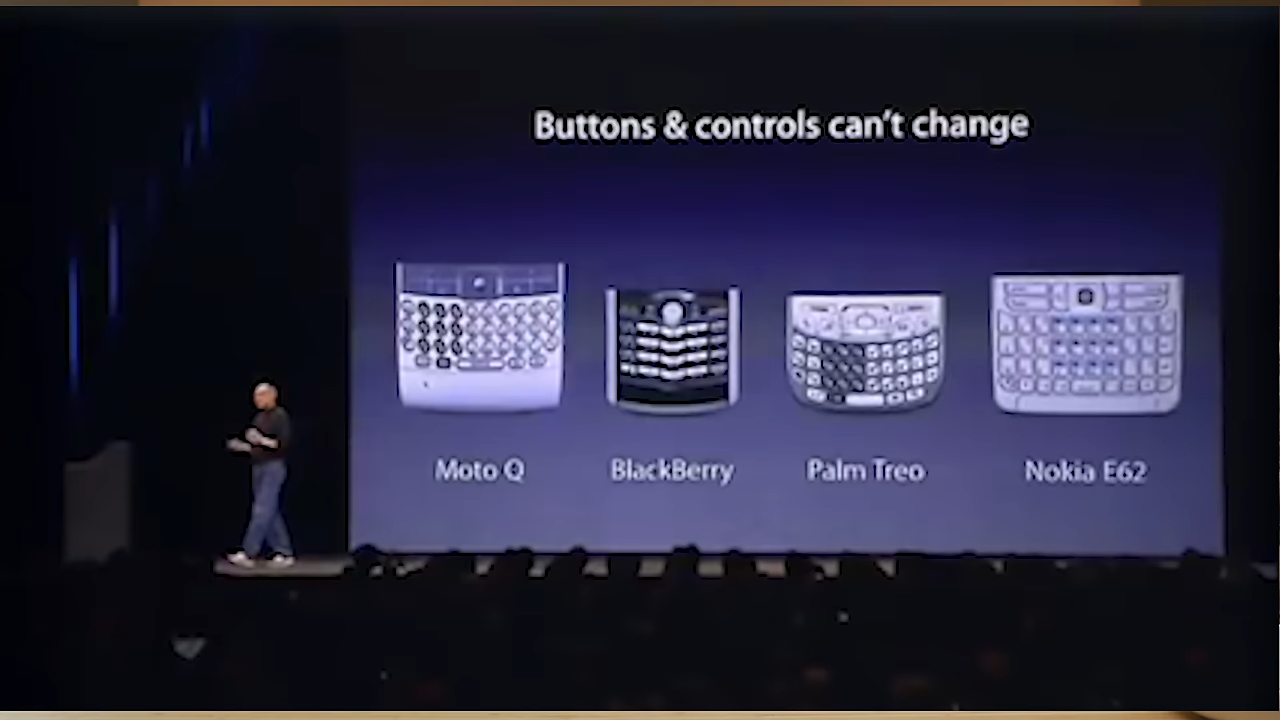 Buttons & controls can't change
Moto Q
BlackBerry
Palm Treo
Nokia E62